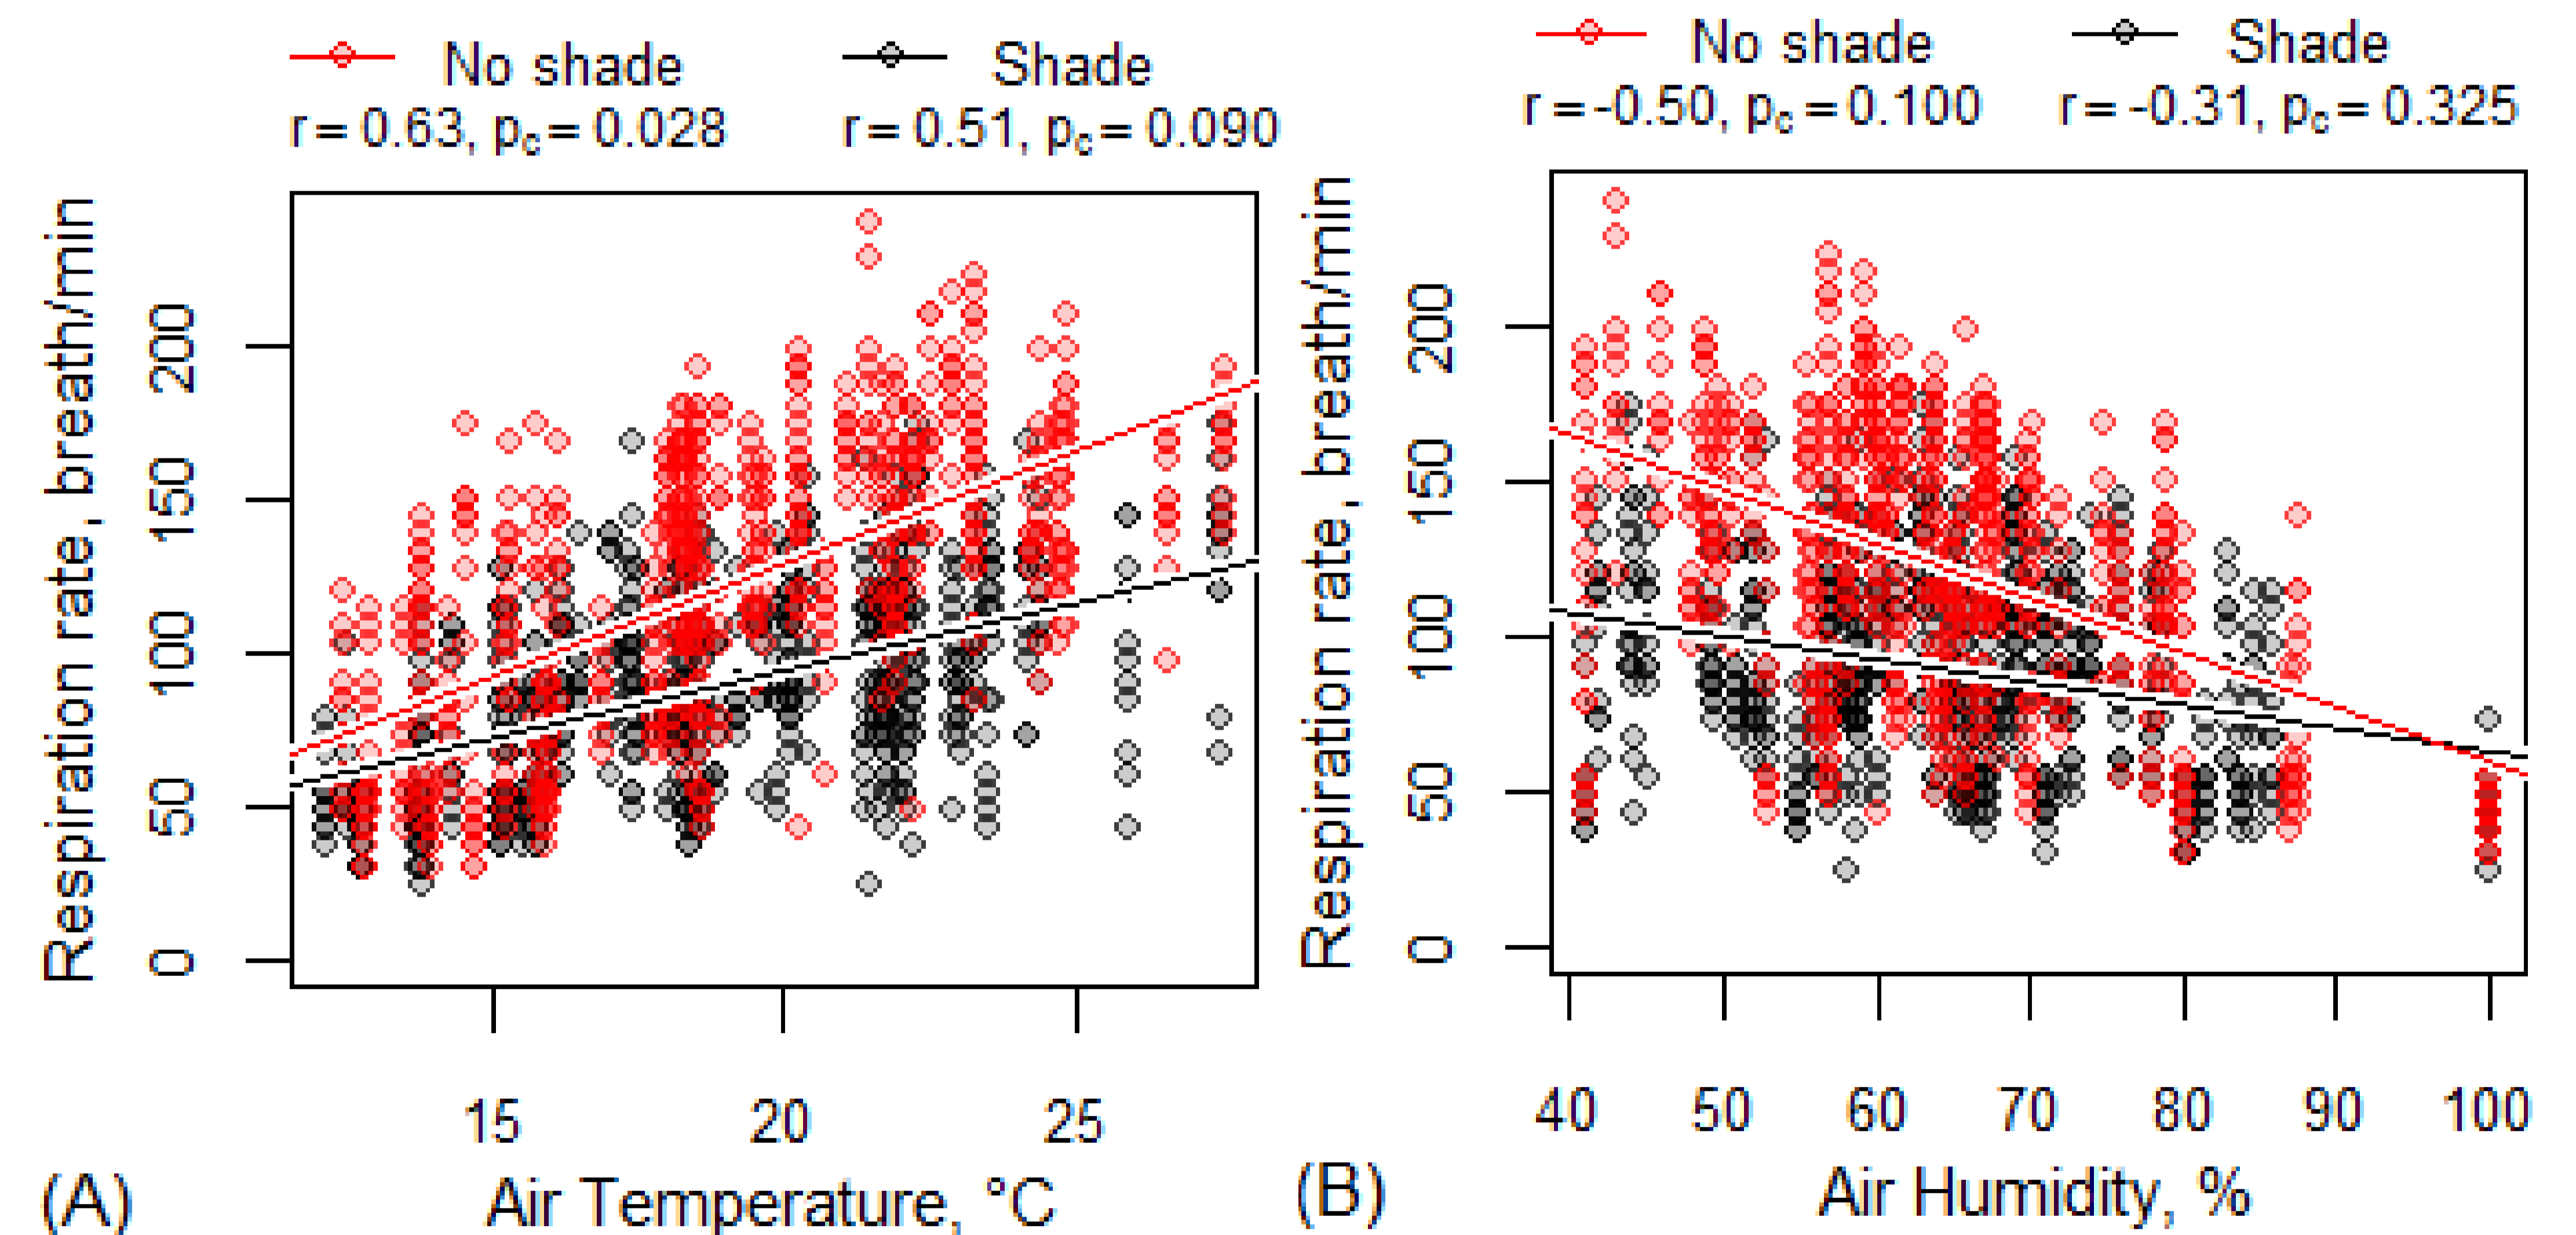 No shade Shade
r = 0.63, pc = 0.028 r = 0.51, pc = 0.090
Respiration rate, breath/min
200
150
100
50
0
15 20 25
Air Temperature, °C
(A)
No shade Shade
r = -0.50, pc = 0.100 r = -0.31, pc = 0.325
Respiration rate, breath/min
200
150
100
50
0
40 50 60 70 80 90 100
Air Humidity, %
(B)